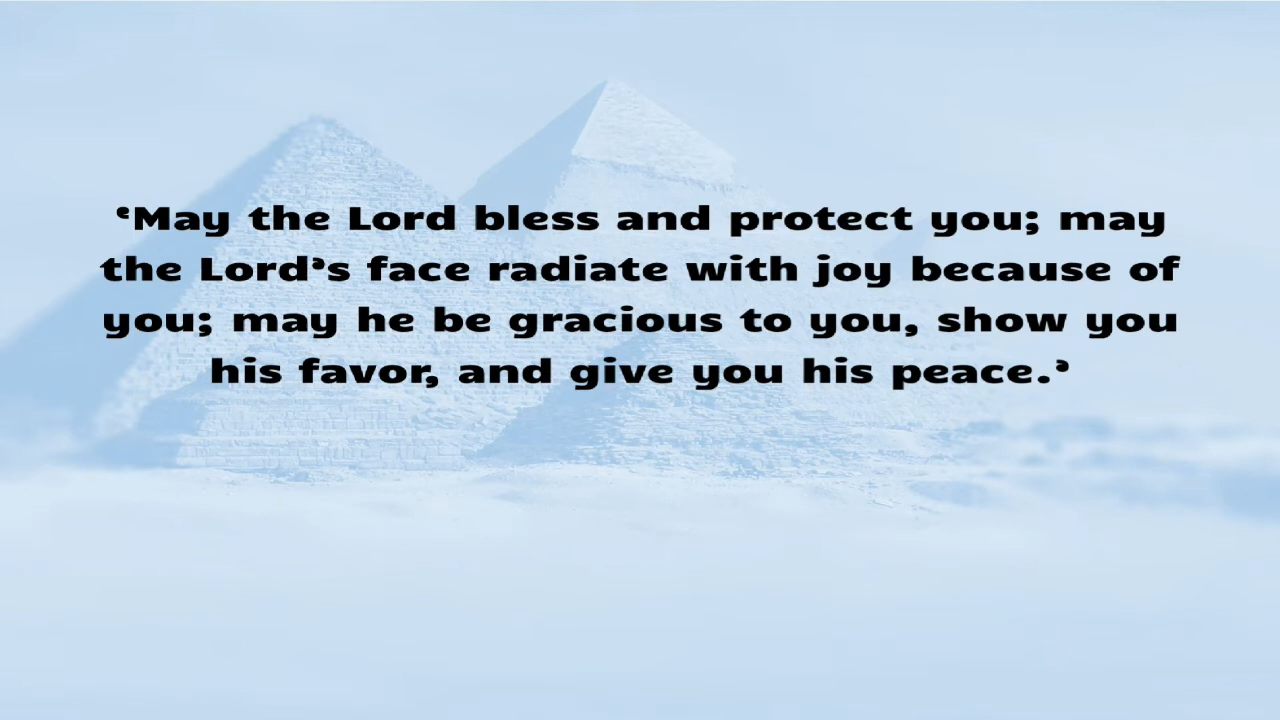 ‘May the Lord bless and protect you; may
the Lord’s face radiate with joy because of
you; may he be gracious to you, show you
his favor, and give you his peace.’